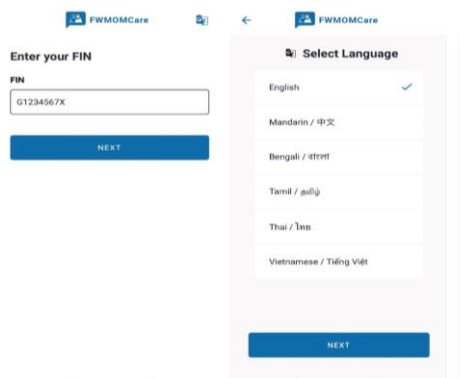 FWMOMCare
Enter your FIN
FIN
G1234567X
NEXT
FWMOMCare
Select Language
English
Mandarin / 中文
Bengali / বাংলা
Tamil / தமிழ்
Thai / ไทย
Vietnamese / Tiếng Việt
NEXT